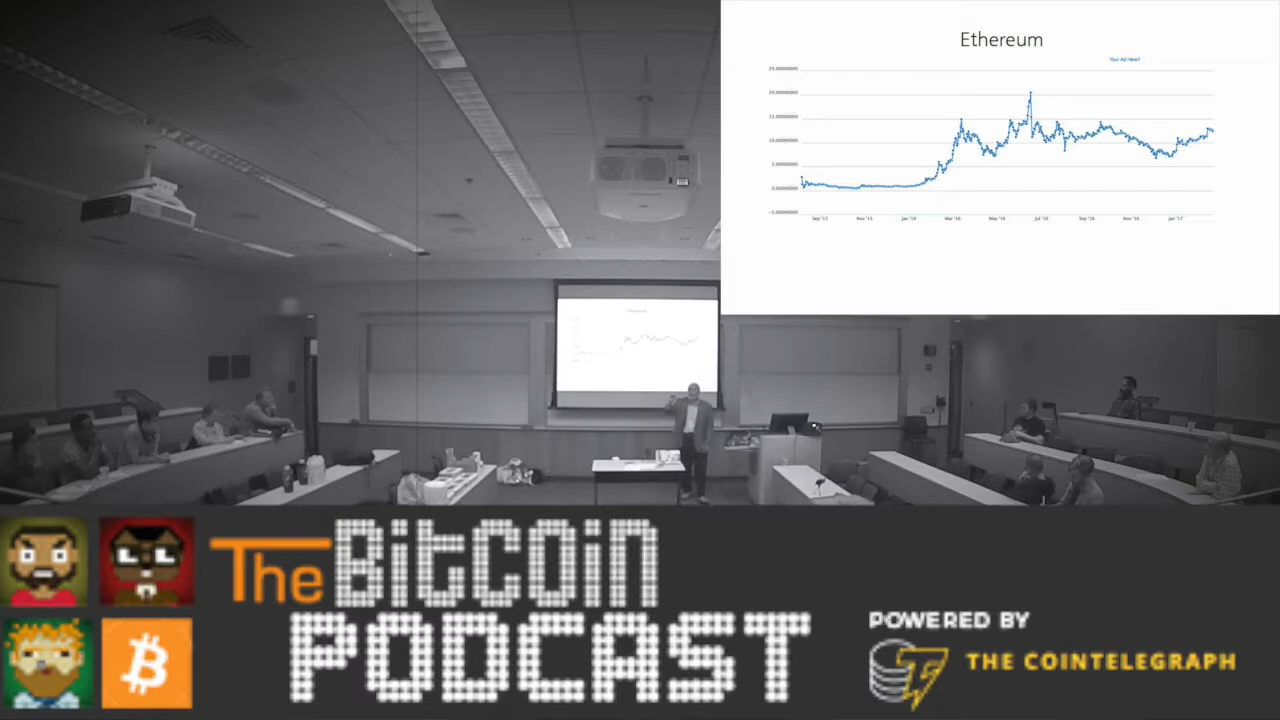 Ethereum
Your Ad Here!!
25.00000000
20.00000000
15.00000000
10.00000000
5.00000000
0.00000000
-5.00000000
Sep '15 Nov '15 Jan '16 Mar '16 May '16 Jul '16 Sep '16 Nov '16 Jan '17
The BitCoin
PODCAST
POWERED BY
THE COINTELEGRAPH